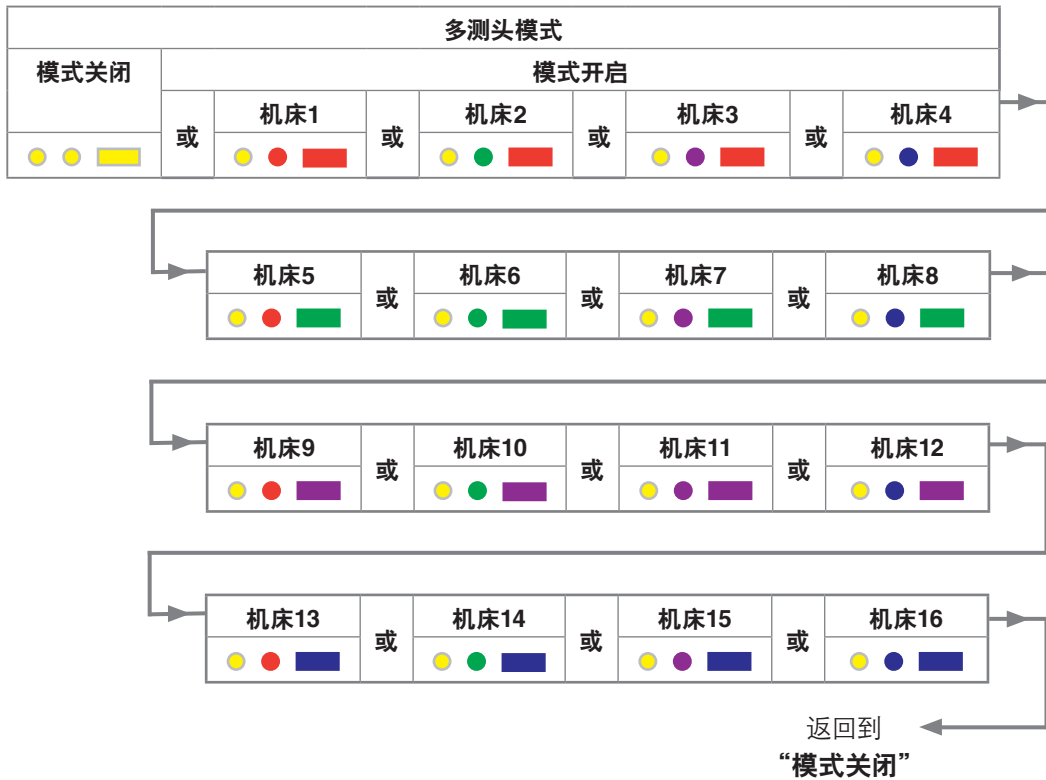 多测头模式
模式关闭
模式开启
或
机床1
或
机床2
或
机床3
或
机床4
机床5
或
机床6
或
机床7
或
机床8
机床9
或
机床10
或
机床11
或
机床12
机床13
或
机床14
或
机床15
或
机床16
返回到
“模式关闭”